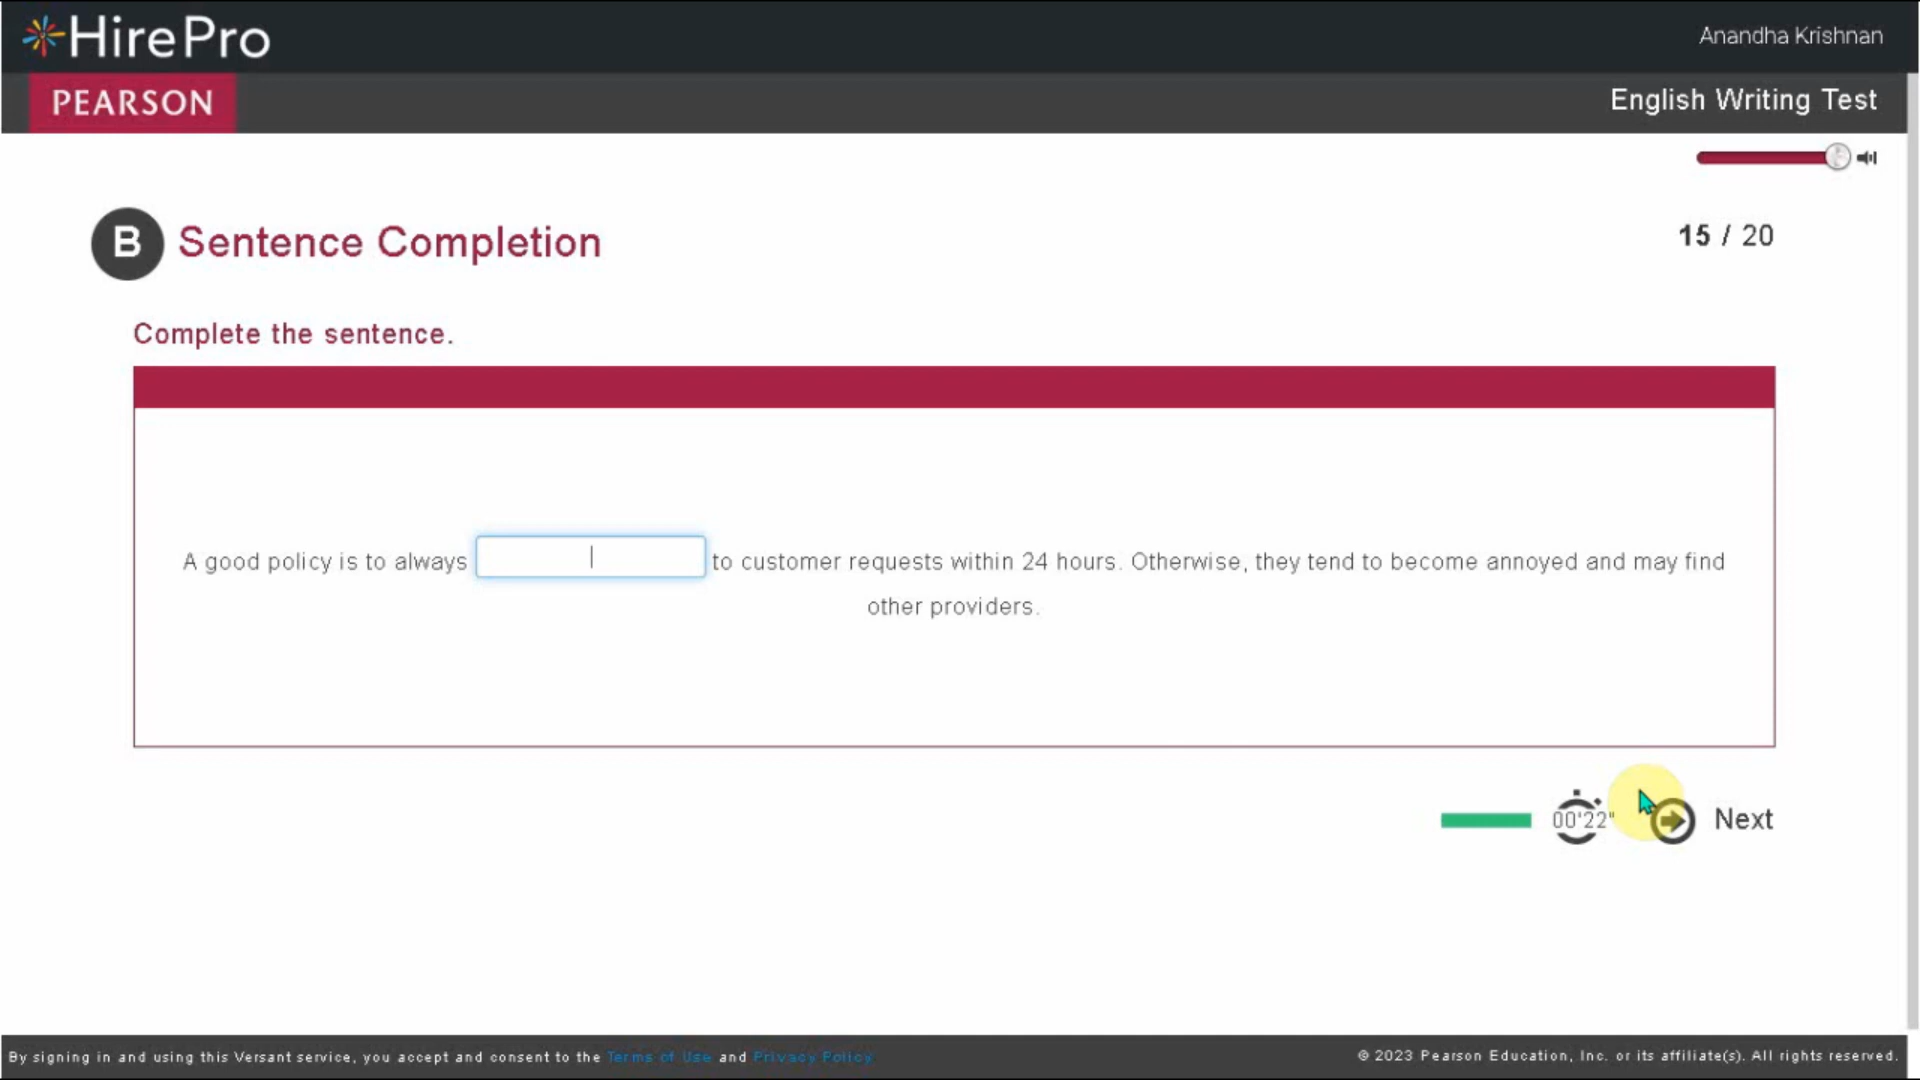 HirePro
Anandha Krishnan
PEARSON
English Writing Test
B Sentence Completion
15 / 20
Complete the sentence.
A good policy is to always to customer requests within 24 hours. Otherwise, they tend to become annoyed and may find
other providers.
00'22"
Next
By signing in and using this Versant service, you accept and consent to the Terms of Use and Privacy Policy
© 2023 Pearson Education, Inc. or its affiliate(s). All rights reserved.